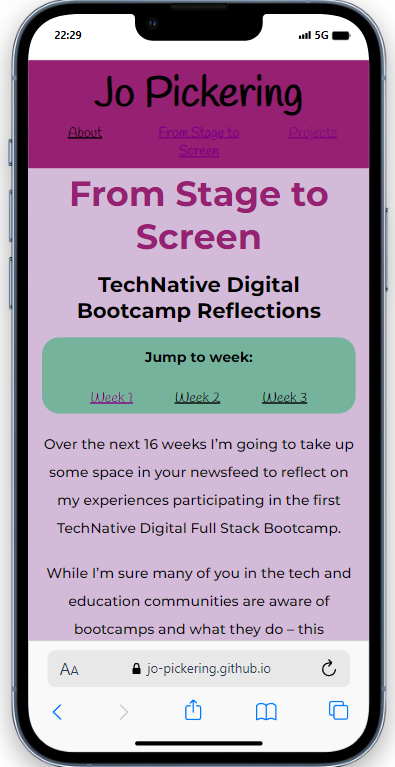 22:29 5G
Jo Pickering
About From Stage to Projects
Screen
From Stage to
Screen
TechNative Digital
Bootcamp Reflections
Jump to week:
Week 1 Week 2 Week 3
Over the next 16 weeks I’m going to take up
some space in your newsfeed to reflect on
my experiences participating in the first
TechNative Digital Full Stack Bootcamp.
While I’m sure many of you in the tech and
education communities are aware of
bootcamps and what they do – this
AA jo-pickering.github.io